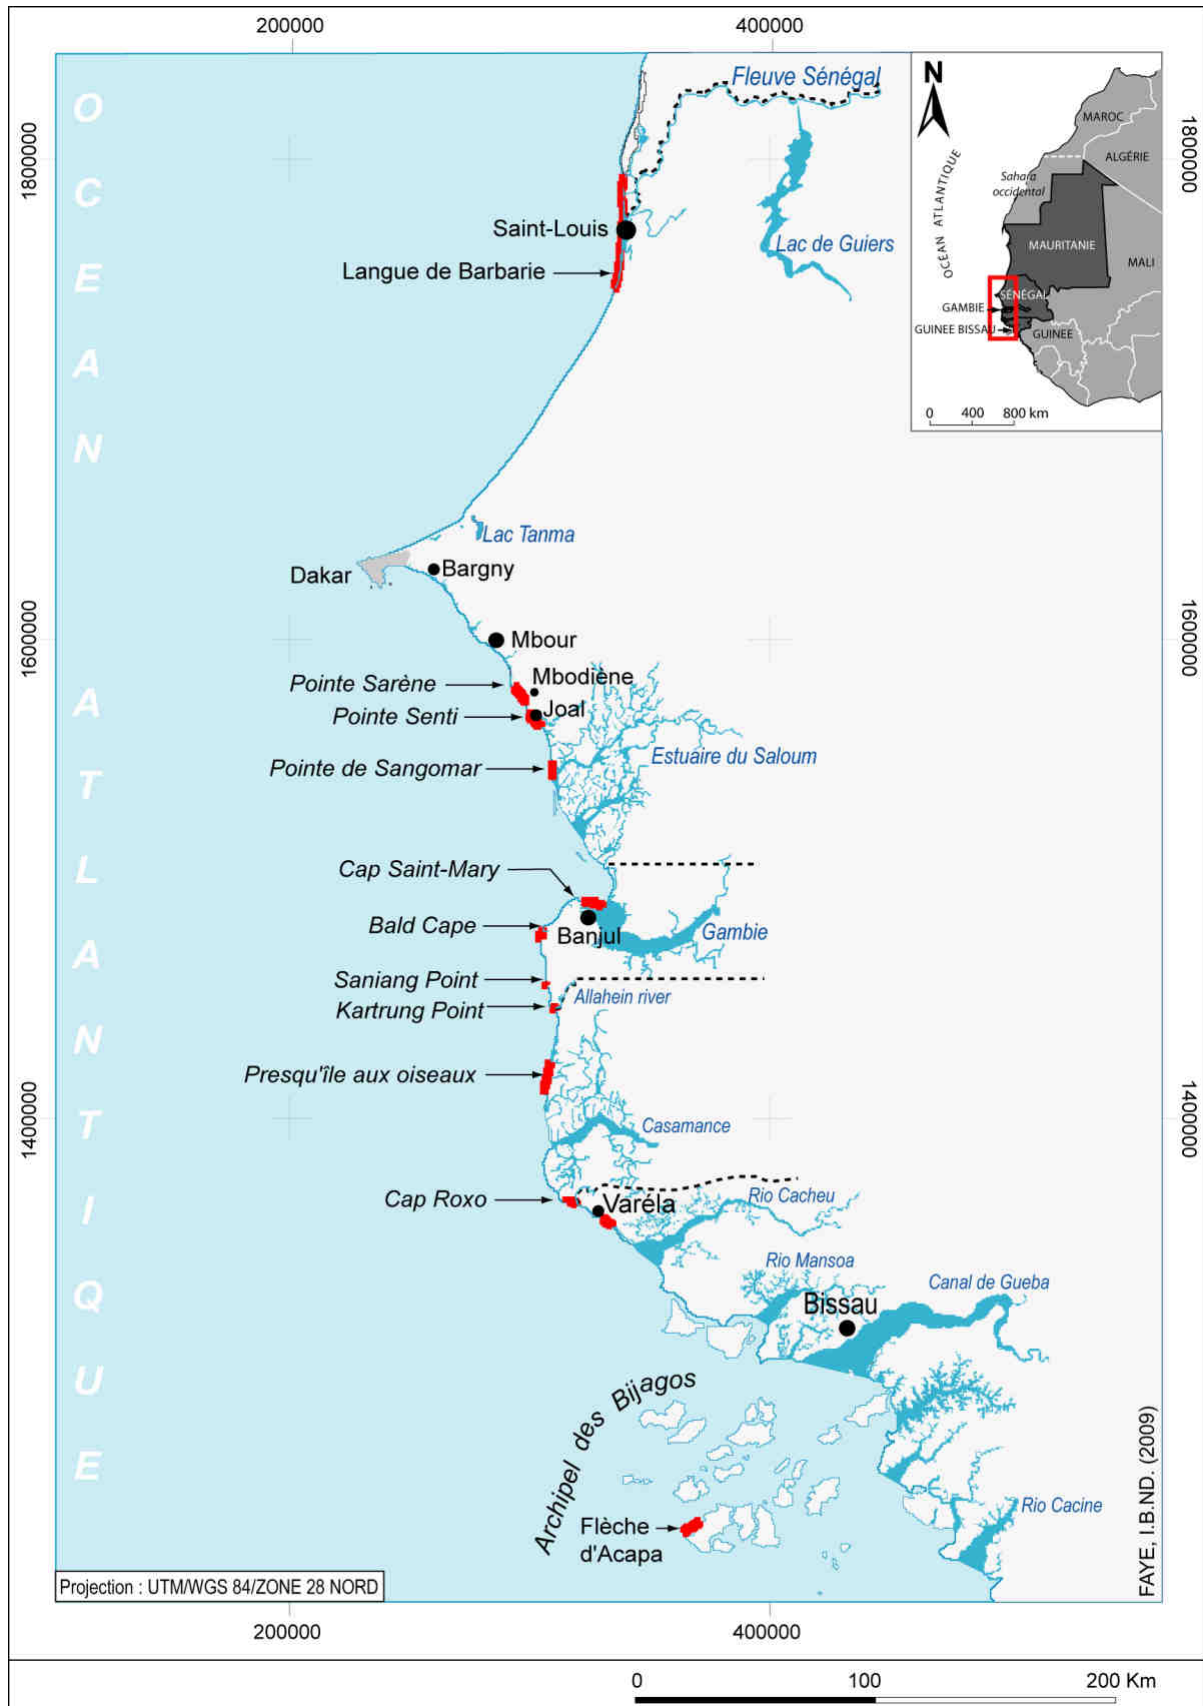 200000
400000
Fleuve Sénégal
N
MAROC
ALGÉRIE
Sahara
occidental
OCÉAN ATLANTIQUE
MAURITANIE
MALI
SÉNÉGAL
GAMBIE
GUINEE BISSAU
GUINEE
0 400 800 km
1800000
1800000
OCEAN
Saint-Louis
Langue de Barbarie
Lac de Guiers
Lac Tanma
Dakar
Bargny
1600000
1600000
Mbour
Mbodiène
Pointe Sarène
Joal
Pointe Senti
ATLANTIQUE
Estuaire du Saloum
Pointe de Sangomar
Cap Saint-Mary
Bald Cape
Banjul
Gambie
Saniang Point
Allahein river
Kartrung Point
Presqu'île aux oiseaux
1400000
1400000
Casamance
Cap Roxo
Varéla
Rio Cacheu
Rio Mansoa
Canal de Gueba
Bissau
Archipel des Bijagos
Rio Cacine
Flèche
d'Acapa
FAYE, I.B.ND. (2009)
Projection : UTM/WGS 84/ZONE 28 NORD
200000
400000
0 100 200 Km